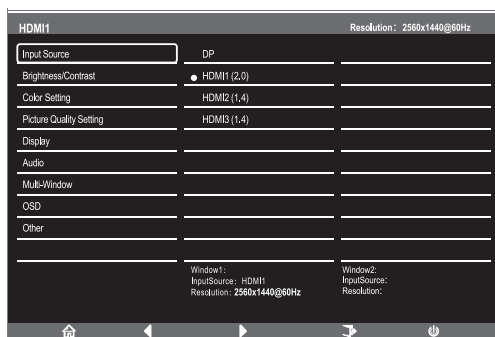 HDMI1 Resolution: 2560x1440@60Hz
Input Source DP
Brightness/Contrast HDMI1 (2.0)
Color Setting HDMI2 (1.4)
Picture Quality Setting HDMI3 (1.4)
Display
Audio
Multi-Window
OSD
Other
Window1: Window2:
InputSource: HDMI1 InputSource:
Resolution: 2560x1440@60Hz Resolution: